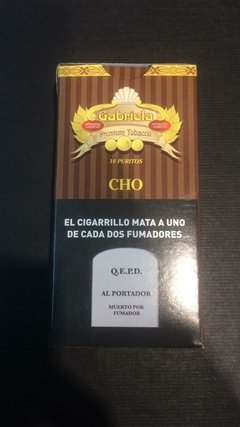 Gabriela
Premium Tobacco
10 PURITOS
CHO
EL CIGARRILLO MATA A UNO
DE CADA DOS FUMADORES
Q.E.P.D.
AL PORTADOR
MUERTO POR
FUMADOR